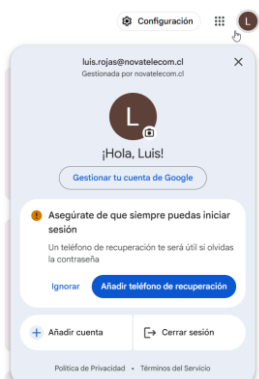 Configuración
L
luis.rojas@novatelecom.cl
Gestionada por novatelecom.cl
L
¡Hola, Luis!
Gestionar tu cuenta de Google
Asegúrate de que siempre puedas iniciar
sesión
Un teléfono de recuperación te será útil si olvidas
la contraseña
Ignorar
Añadir teléfono de recuperación
Añadir cuenta
Cerrar sesión
Política de Privacidad • Términos del Servicio